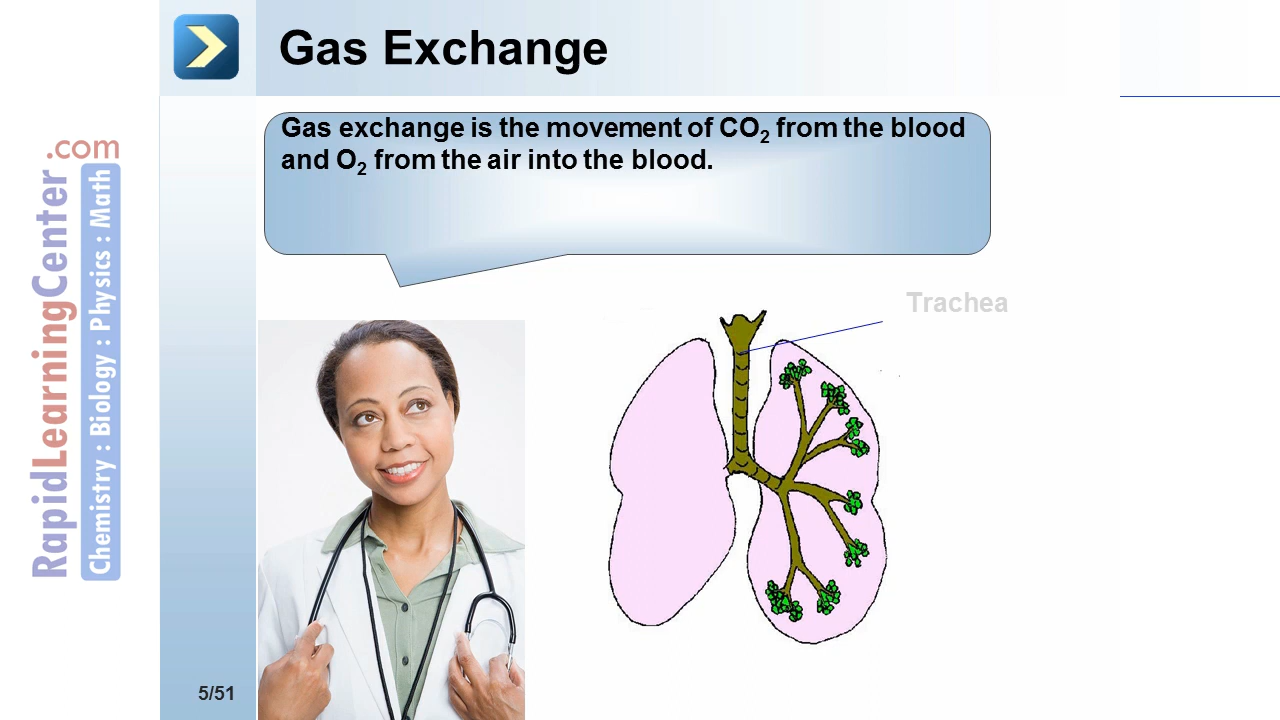 Gas Exchange
Gas exchange is the movement of CO₂ from the blood
and O₂ from the air into the blood.
Trachea
RapidLearningCenter.com
Chemistry : Biology : Physics : Math
5/51